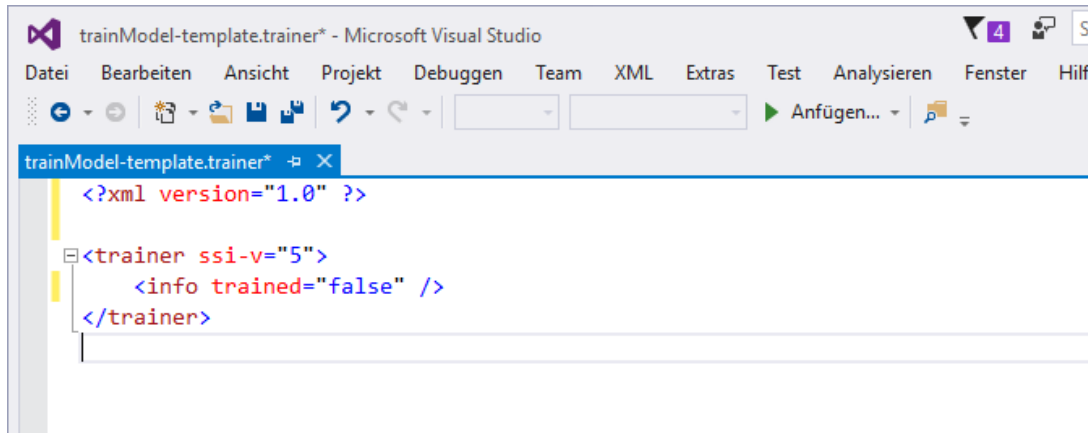 trainModel-template.trainer* - Microsoft Visual Studio
4
S
Datei Bearbeiten Ansicht Projekt Debuggen Team XML Extras Test Analysieren Fenster Hilf
Anfügen...
trainModel-template.trainer*
<?xml version="1.0" ?>
<trainer ssi-v="5">
<info trained="false" />
</trainer>